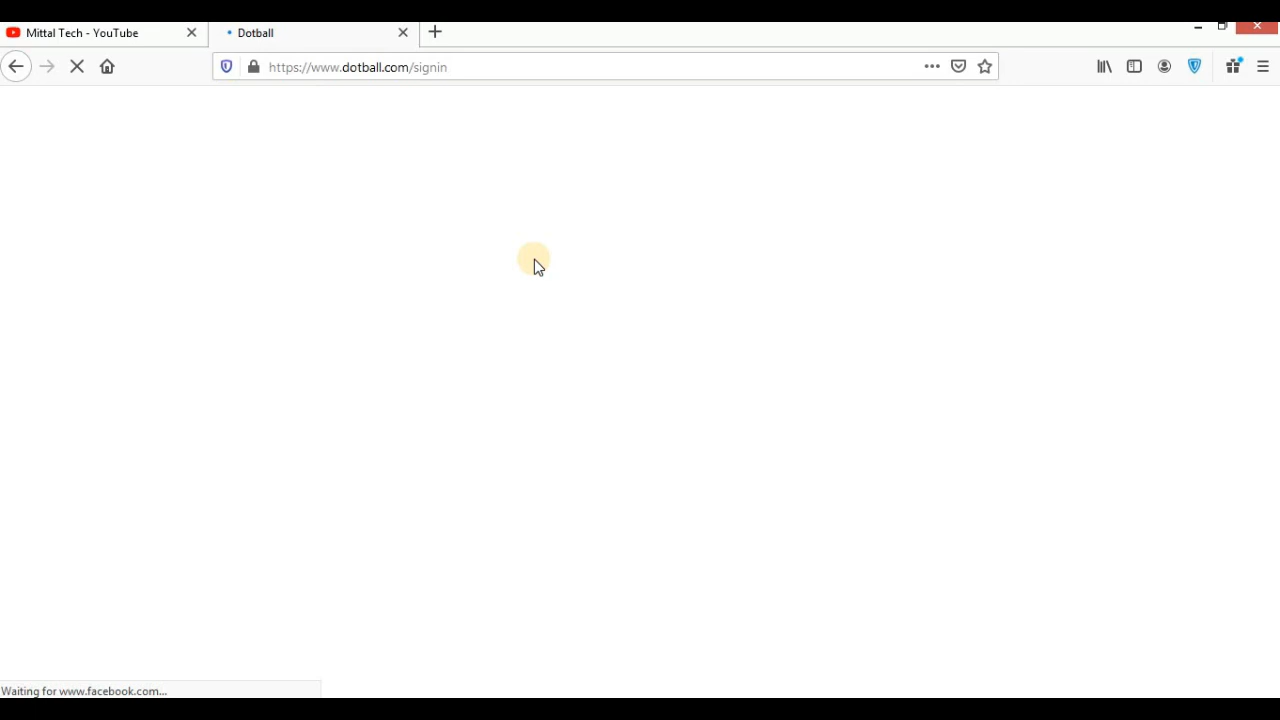 Mittal Tech - YouTube
Dotball
https://www.dotball.com/signin
Waiting for www.facebook.com...